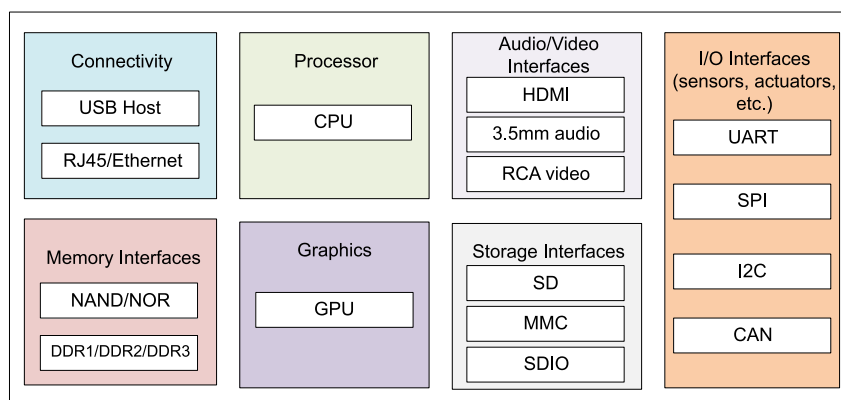 Connectivity
USB Host
RJ45/Ethernet
Processor
CPU
Audio/Video
Interfaces
HDMI
3.5mm audio
RCA video
I/O Interfaces
(sensors, actuators,
etc.)
UART
SPI
I2C
CAN
Memory Interfaces
NAND/NOR
DDR1/DDR2/DDR3
Graphics
GPU
Storage Interfaces
SD
MMC
SDIO